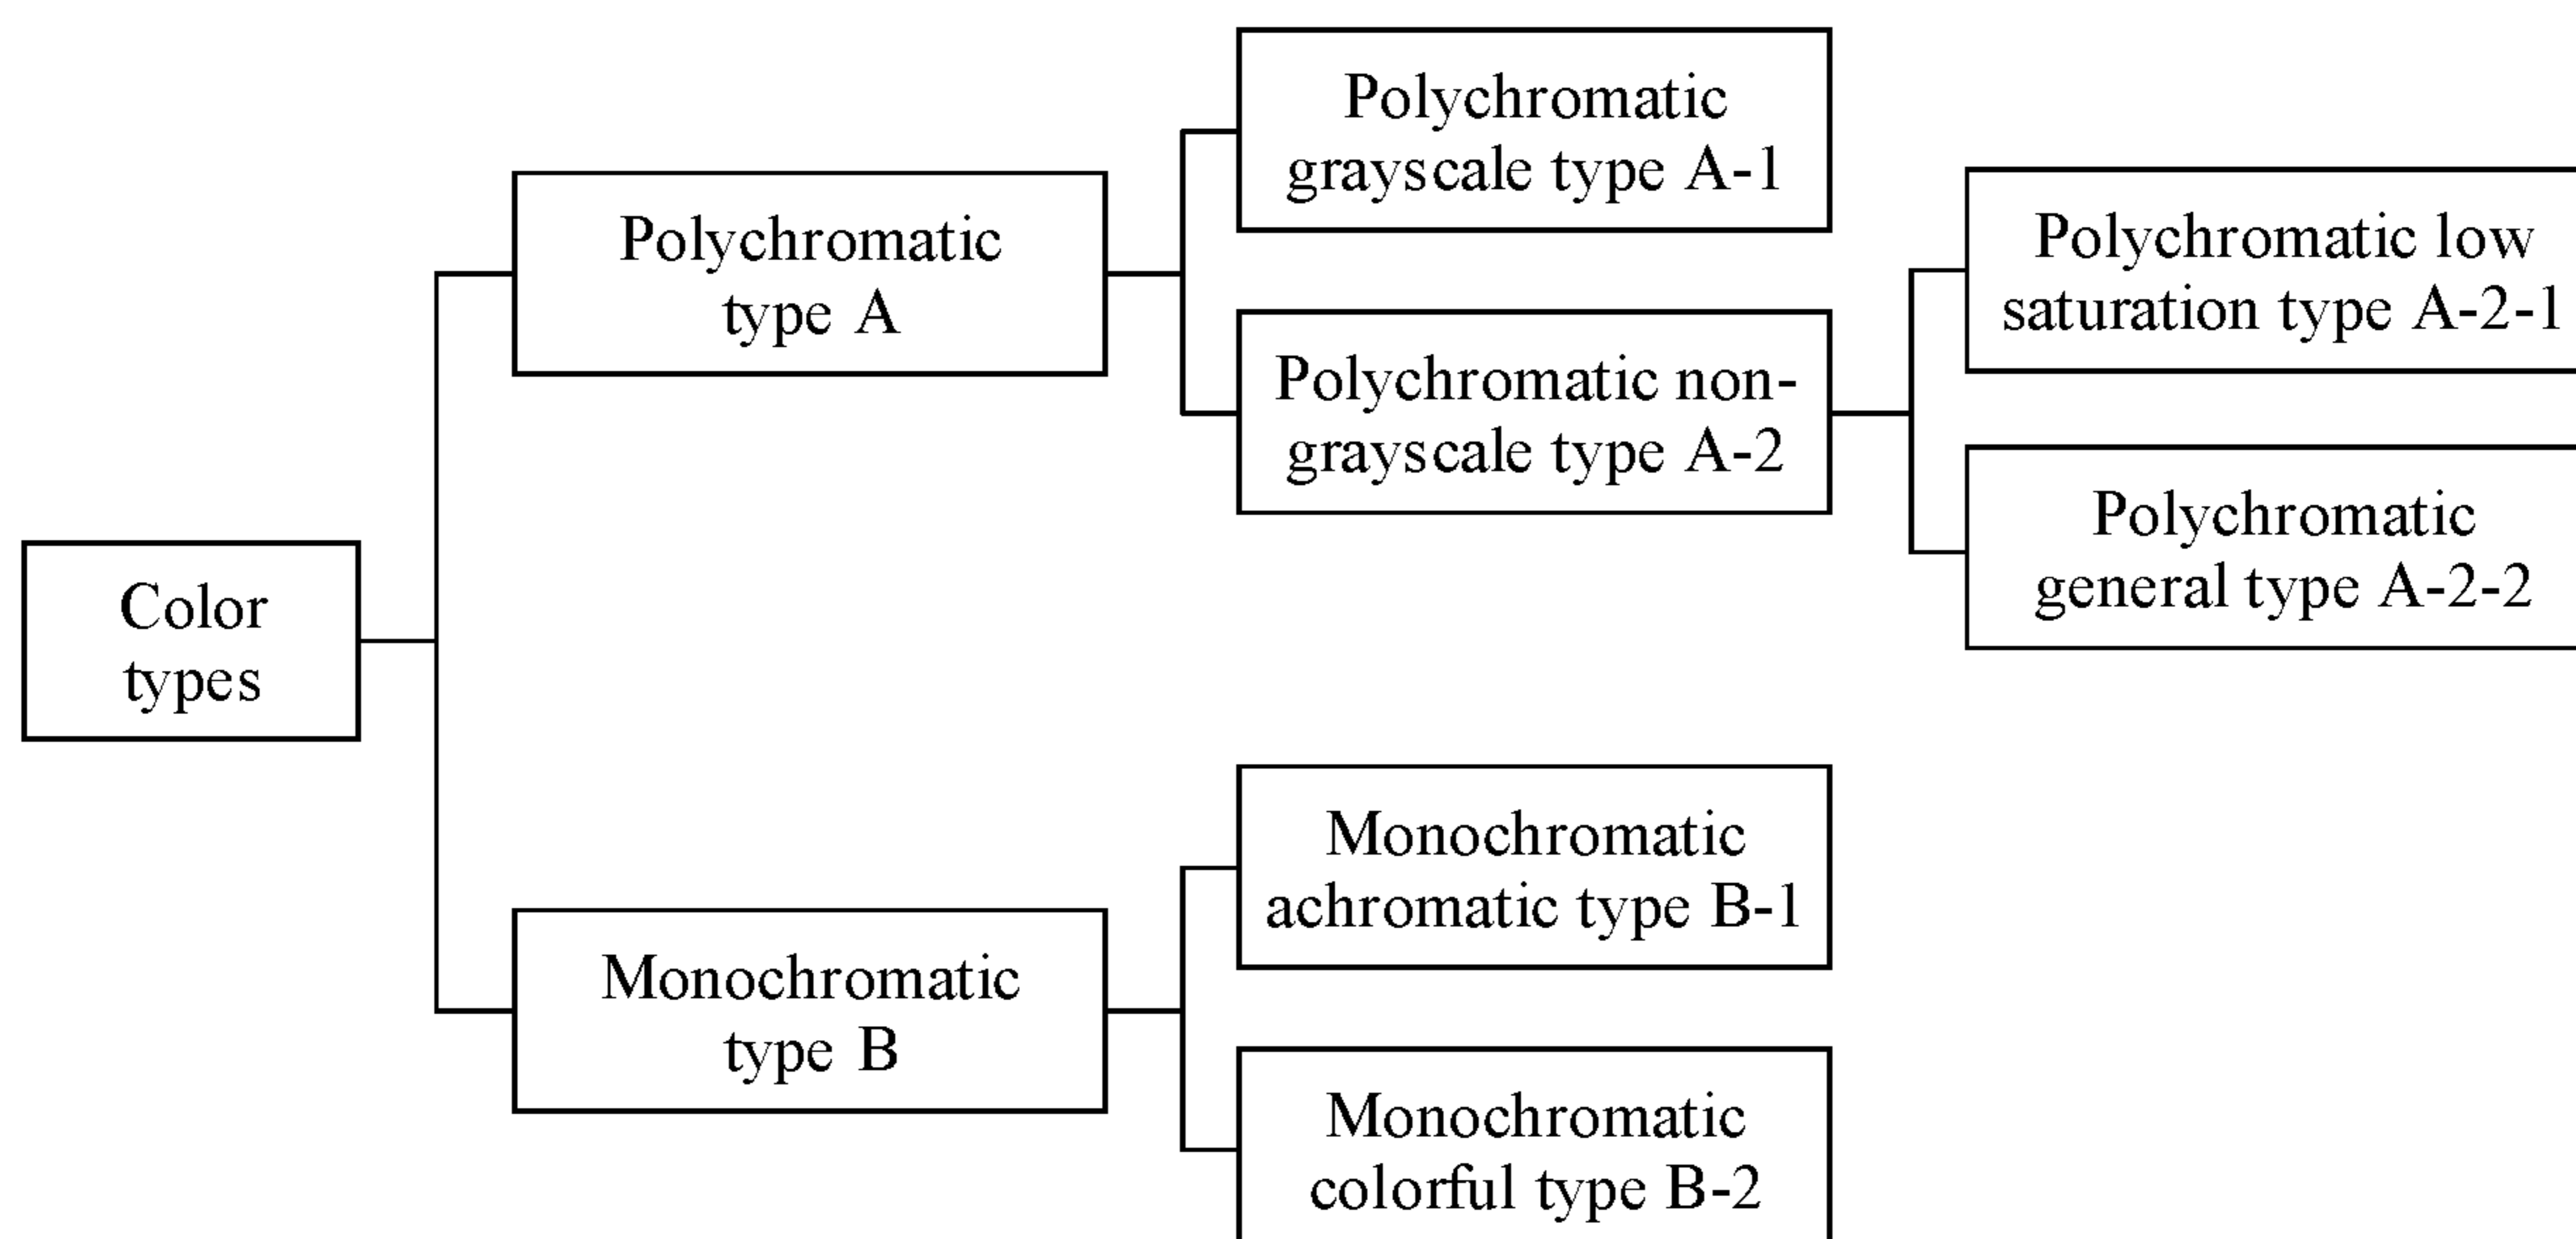 Polychromatic
grayscale type A-1
Polychromatic
type A
Polychromatic low
saturation type A-2-1
Polychromatic non-
grayscale type A-2
Polychromatic
general type A-2-2
Color
types
Monochromatic
achromatic type B-1
Monochromatic
type B
Monochromatic
colorful type B-2